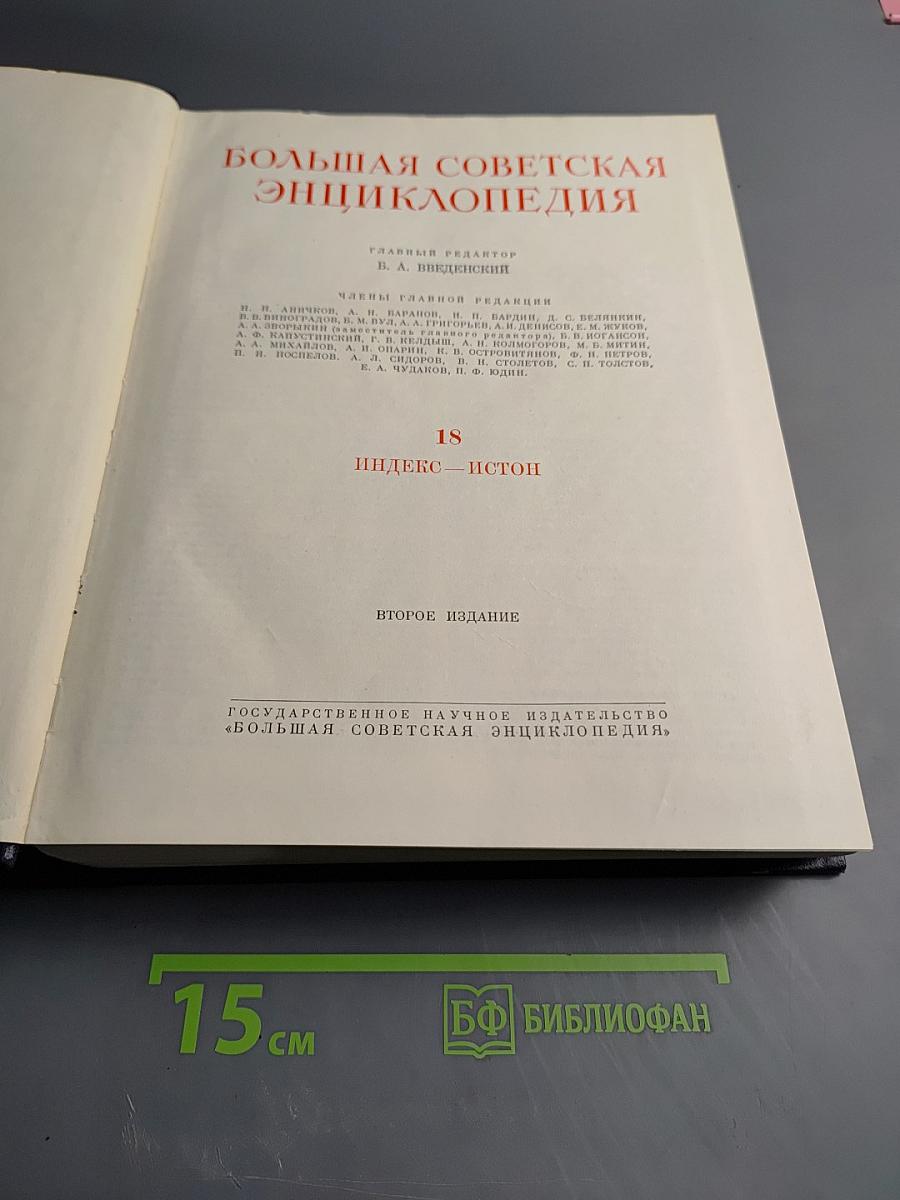 БОЛЬШАЯ СОВЕТСКАЯ
ЭНЦИКЛОПЕДИЯ
ГЛАВНЫЙ РЕДАКТОР
Б. А. ВВЕДЕНСКИЙ
ЧЛЕНЫ ГЛАВНОЙ РЕДАКЦИИ
Н. Н. АНИЧКОВ, А. Н. БАРАНОВ, И. П. БАРДИН, Д. С. БЕЛЯНКИН,
В. В. ВИНОГРАДОВ, Б. М. ВУЛ, А. А. ГРИГОРЬЕВ, А. И. ДЕНИСОВ, Е. М. ЖУКОВ,
А. А. ЗВОРЫКИН (заместитель главного редактора), Б. В. ИОГАНСОН,
А. Ф. КАПУСТИНСКИЙ, Г. В. КЕЛДЫШ, А. Н. КОЛМОГОРОВ, М. Б. МИТИН,
А. А. МИХАЙЛОВ, А. И. ОПАРИН, К. В. ОСТРОВИТЯНОВ, Ф. Н. ПЕТРОВ,
П. Н. ПОСПЕЛОВ, А. Л. СИДОРОВ, В. Н. СТОЛЕТОВ, С. П. ТОЛСТОВ,
Е. А. ЧУДАКОВ, П. Ф. ЮДИН.
18
ИНДЕКС — ИСТОН
ВТОРОЕ ИЗДАНИЕ
ГОСУДАРСТВЕННОЕ НАУЧНОЕ ИЗДАТЕЛЬСТВО
«БОЛЬШАЯ СОВЕТСКАЯ ЭНЦИКЛОПЕДИЯ»
15 см
БФ БИБЛИОФАН